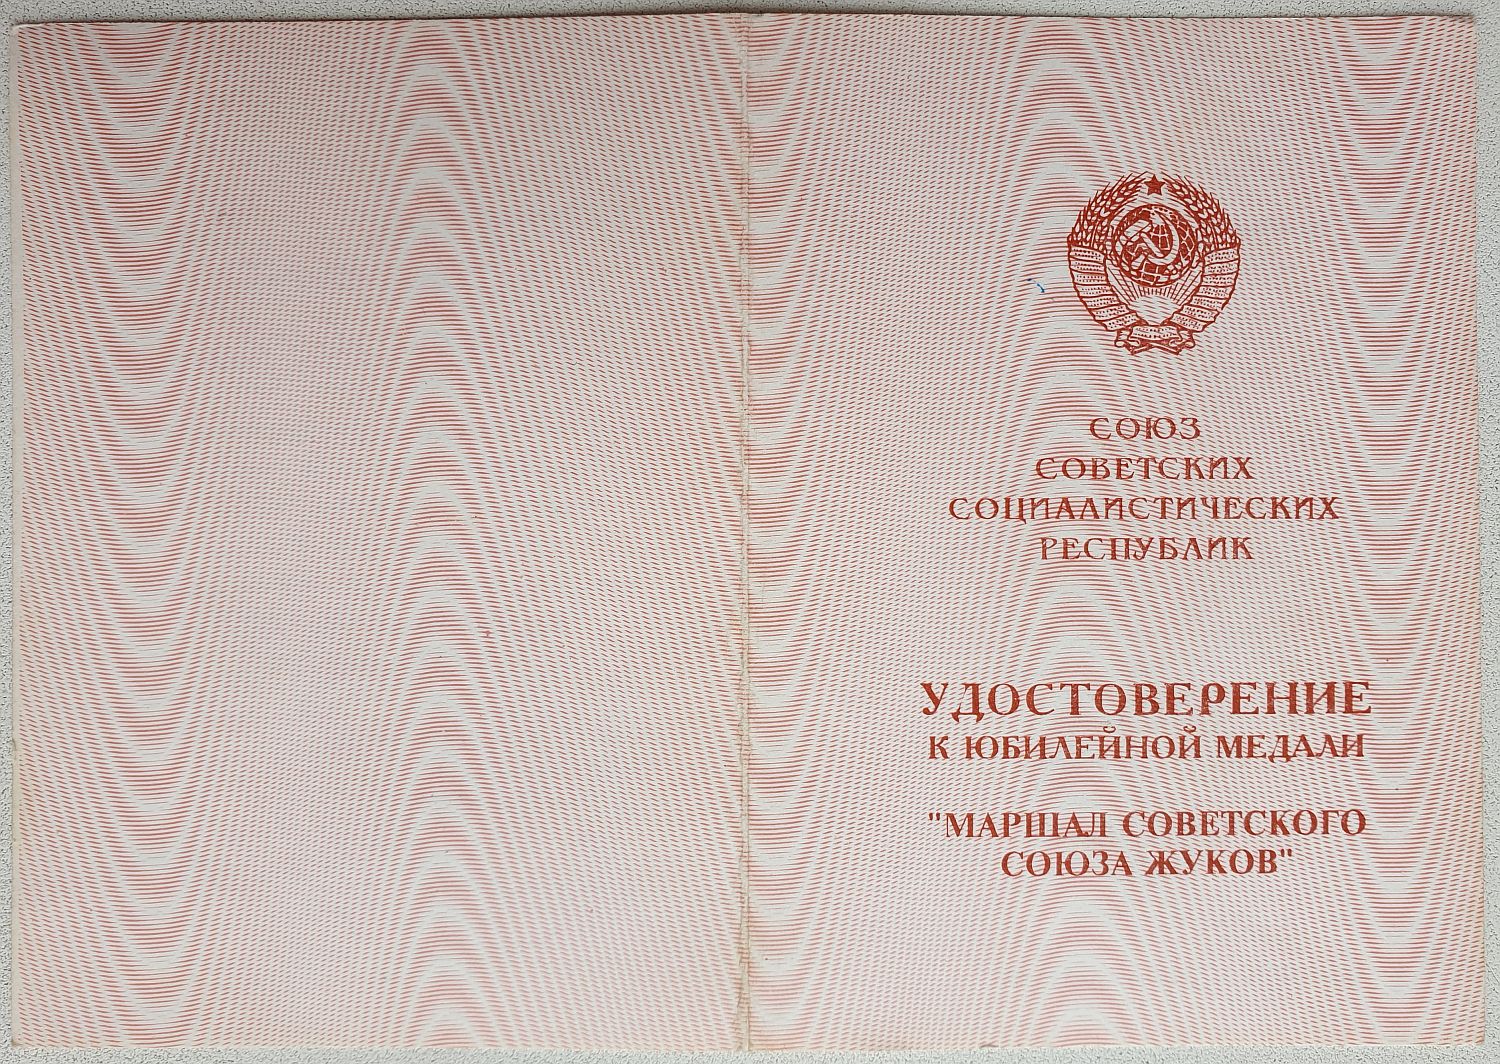 СОЮЗ
СОВЕТСКИХ
СОЦИАЛИСТИЧЕСКИХ
РЕСПУБЛИК
УДОСТОВЕРЕНИЕ
К ЮБИЛЕЙНОЙ МЕДАЛИ
"МАРШАЛ СОВЕТСКОГО
СОЮЗА ЖУКОВ"